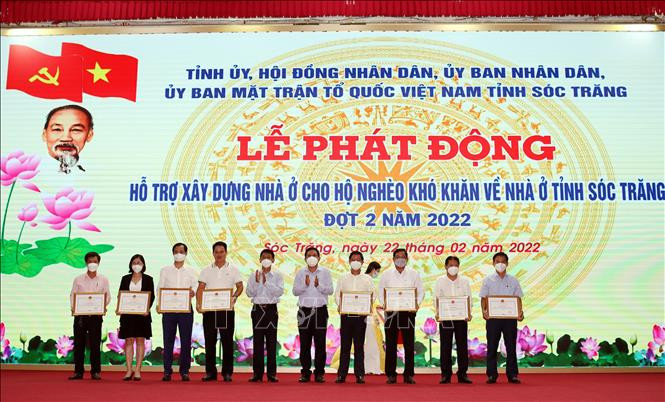 TỈNH ỦY, HỘI ĐỒNG NHÂN DÂN, ỦY BAN NHÂN DÂN,
ỦY BAN MẶT TRẬN TỔ QUỐC VIỆT NAM TỈNH SÓC TRĂNG
LỄ PHÁT ĐỘNG
HỖ TRỢ XÂY DỰNG NHÀ Ở CHO HỘ NGHÈO KHÓ KHĂN VỀ NHÀ Ở TỈNH SÓC TRĂNG
ĐỢT 2 NĂM 2022
Sóc Trăng, ngày 22 tháng 02 năm 2022